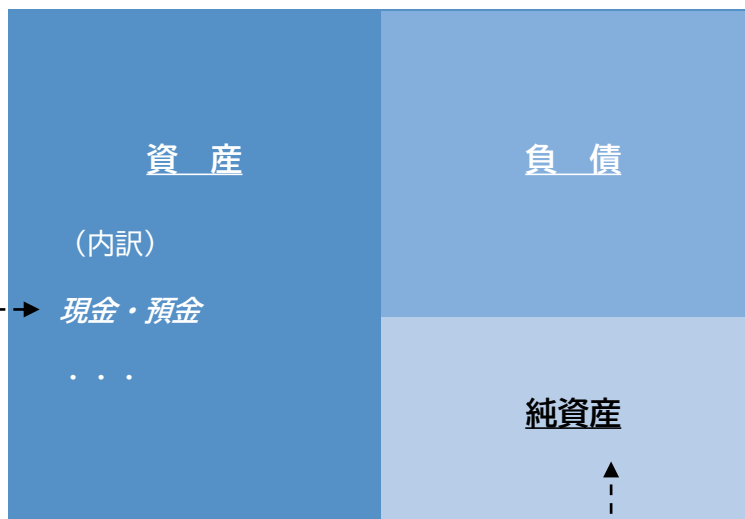 資　産
（内訳）
現金・預金
・・・
負　債
純資産